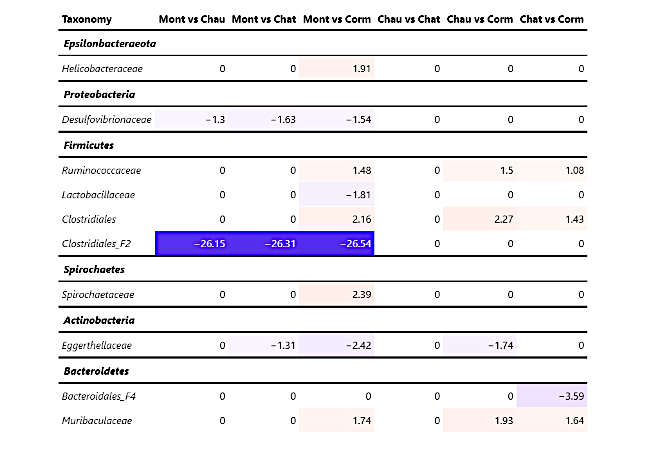 Taxonomy Mont vs Chau Mont vs Chat Mont vs Corm Chau vs Chat Chau vs Corm Chat vs Corm
Epsilonbacteraeota
Helicobacteraceae 0 0 1.91 0 0 0
Proteobacteria
Desulfovibrionaceae −1.3 −1.63 −1.54 0 0 0
Firmicutes
Ruminococcaceae 0 0 1.48 0 1.5 1.08
Lactobacillaceae 0 0 −1.81 0 0 0
Clostridiales 0 0 2.16 0 2.27 1.43
Clostridiales_F2 −26.15 −26.31 −26.54 0 0 0
Spirochaetes
Spirochaetaceae 0 0 2.39 0 0 0
Actinobacteria
Eggerthellaceae 0 −1.31 −2.42 0 −1.74 0
Bacteroidetes
Bacteroidales_F4 0 0 0 0 0 −3.59
Muribaculaceae 0 0 1.74 0 1.93 1.64